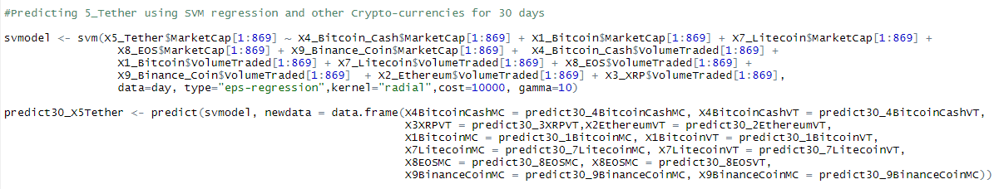 #Predicting 5_Tether using SVM regression and other Crypto-currencies for 30 days
svmodel <- svm(X5_Tether$MarketCap[1:869] ~ X4_Bitcoin_Cash$MarketCap[1:869] + X1_Bitcoin$MarketCap[1:869] + X7_Litecoin$MarketCap[1:869] +
X8_EOS$MarketCap[1:869] + X9_Binance_Coin$MarketCap[1:869] + X4_Bitcoin_Cash$VolumeTraded[1:869] +
X1_Bitcoin$VolumeTraded[1:869] + X7_Litecoin$VolumeTraded[1:869] + X8_EOS$VolumeTraded[1:869] +
X9_Binance_Coin$VolumeTraded[1:869] + X2_Ethereum$VolumeTraded[1:869] + X3_XRP$VolumeTraded[1:869],
data=day, type="eps-regression",kernel="radial",cost=10000, gamma=10)
predict30_X5Tether <- predict(svmodel, newdata = data.frame(X4BitcoinCashMC = predict30_4BitcoinCashMC, X4BitcoinCashVT = predict30_4BitcoinCashVT,
X3XRPVT = predict30_3XRPVT,X2EthereumVT = predict30_2EthereumVT,
X1BitcoinMC = predict30_1BitcoinMC, X1BitcoinVT = predict30_1BitcoinVT,
X7LitecoinMC = predict30_7LitecoinMC, X7LitecoinVT = predict30_7LitecoinVT,
X8EOSMC = predict30_8EOSMC, X8EOSMC = predict30_8EOSVT,
X9BinanceCoinMC = predict30_9BinanceCoinMC, X9BinanceCoinMC = predict30_9BinanceCoinMC))